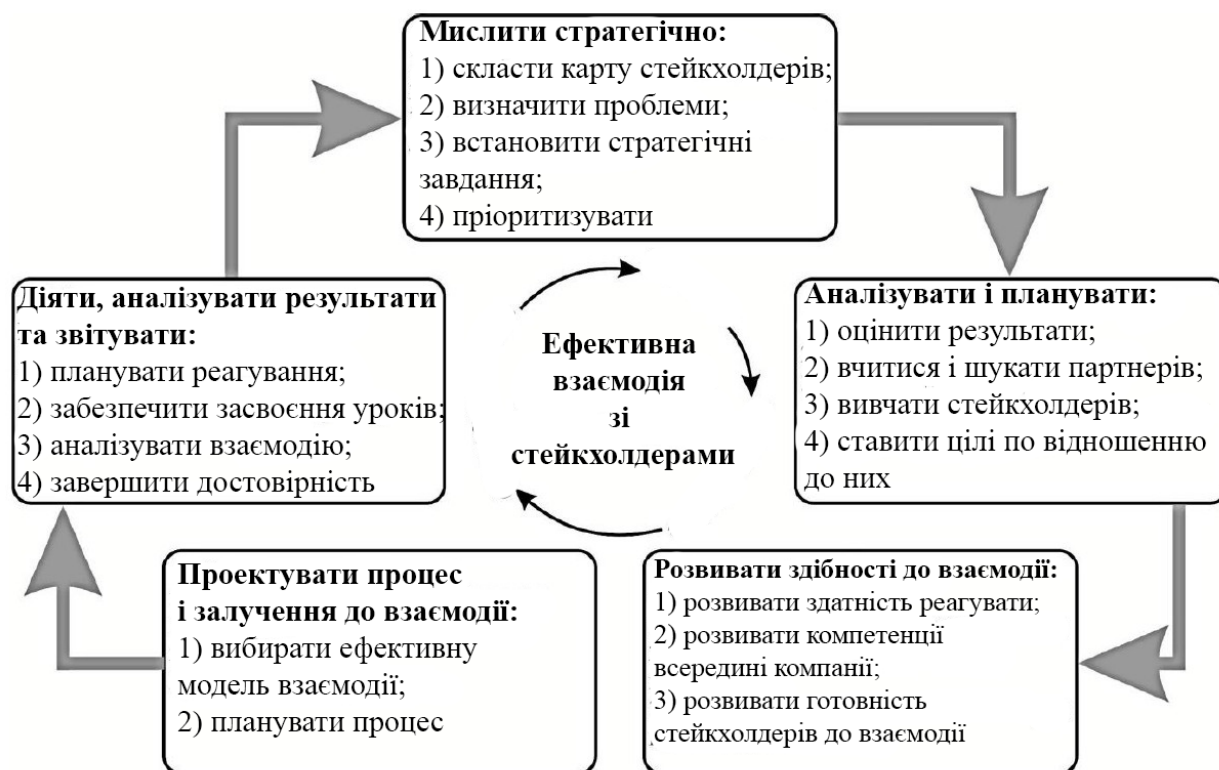 Мислити стратегічно:
1) скласти карту стейкхолдерів;
2) визначити проблеми;
3) встановити стратегічні
завдання;
4) пріоритизувати
Аналізувати і планувати:
1) оцінити результати;
2) вчитися і шукати партнерів;
3) вивчати стейкхолдерів;
4) ставити цілі по відношенню
до них
Розвивати здібності до взаємодії:
1) розвивати здатність реагувати;
2) розвивати компетенції
всередині компанії;
3) розвивати готовність
стейкхолдерів до взаємодії
Проектувати процес
і залучення до взаємодії:
1) вибирати ефективну
модель взаємодії;
2) планувати процес
Діяти, аналізувати результати
та звітувати:
1) планувати реагування;
2) забезпечити засвоєння уроків;
3) аналізувати взаємодію;
4) завершити достовірність
Ефективна
взаємодія
зі
стейкхолдерами